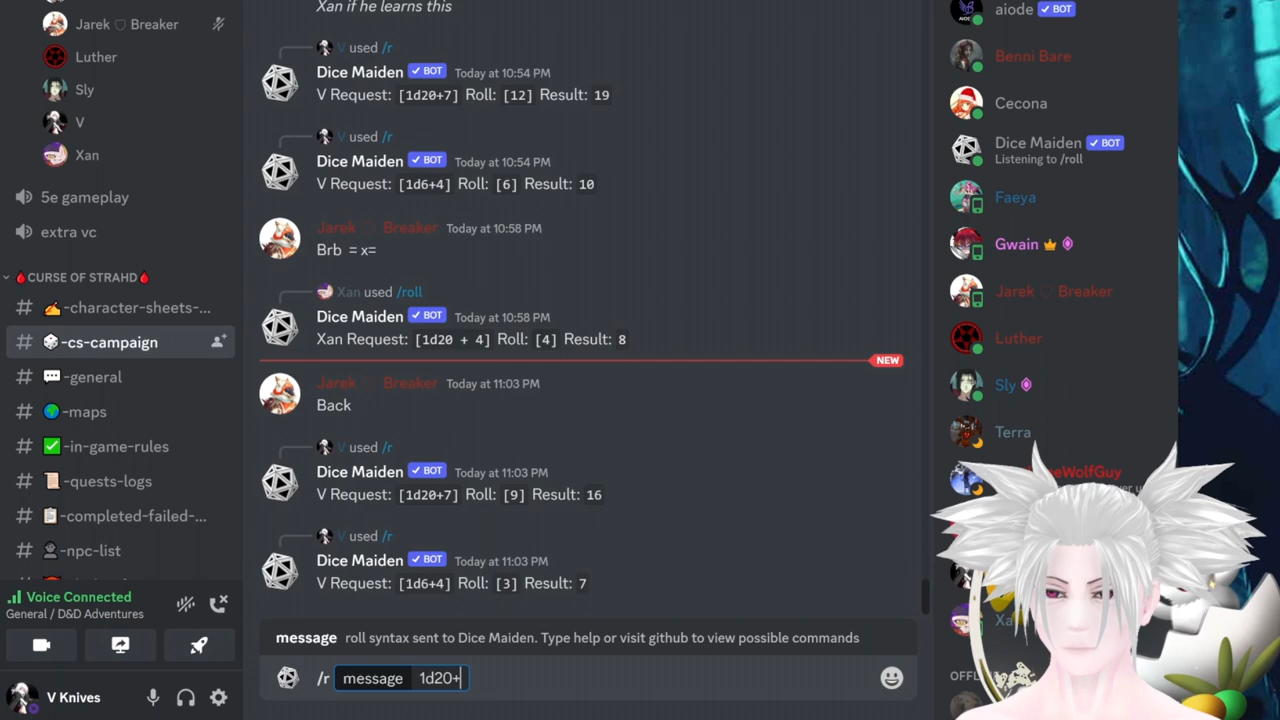 Jarek ♡ Breaker
Luther
Sly
V
Xan
5e gameplay
extra vc
🩸CURSE OF STRAHD🩸
✍-character-sheets-...
🎲-cs-campaign
💬-general
🌍-maps
✅-in-game-rules
📜-quests-logs
📋-completed-failed-...
-npc-list
Voice Connected
General / D&D Adventures
V Knives
Xan if he learns this
V used /r
Dice Maiden ✓ BOT Today at 10:54 PM
V Request: [1d20+7] Roll: [12] Result: 19
V used /r
Dice Maiden ✓ BOT Today at 10:54 PM
V Request: [1d6+4] Roll: [6] Result: 10
Jarek ♡ Breaker Today at 10:58 PM
Brb =x=
Xan used /roll
Dice Maiden ✓ BOT Today at 10:58 PM
Xan Request: [1d20 + 4] Roll: [4] Result: 8
NEW
Jarek ♡ Breaker Today at 11:03 PM
Back
V used /r
Dice Maiden ✓ BOT Today at 11:03 PM
V Request: [1d20+7] Roll: [9] Result: 16
V used /r
Dice Maiden ✓ BOT Today at 11:03 PM
V Request: [1d6+4] Roll: [3] Result: 7
message roll syntax sent to Dice Maiden. Type help or visit github to view possible commands
/r message 1d20+
aiode ✓ BOT
Benni Bare
Cecona
Dice Maiden ✓ BOT
Listening to /roll
Faeya
Gwain
Jarek ♡ Breaker
Luther
Sly
Terra